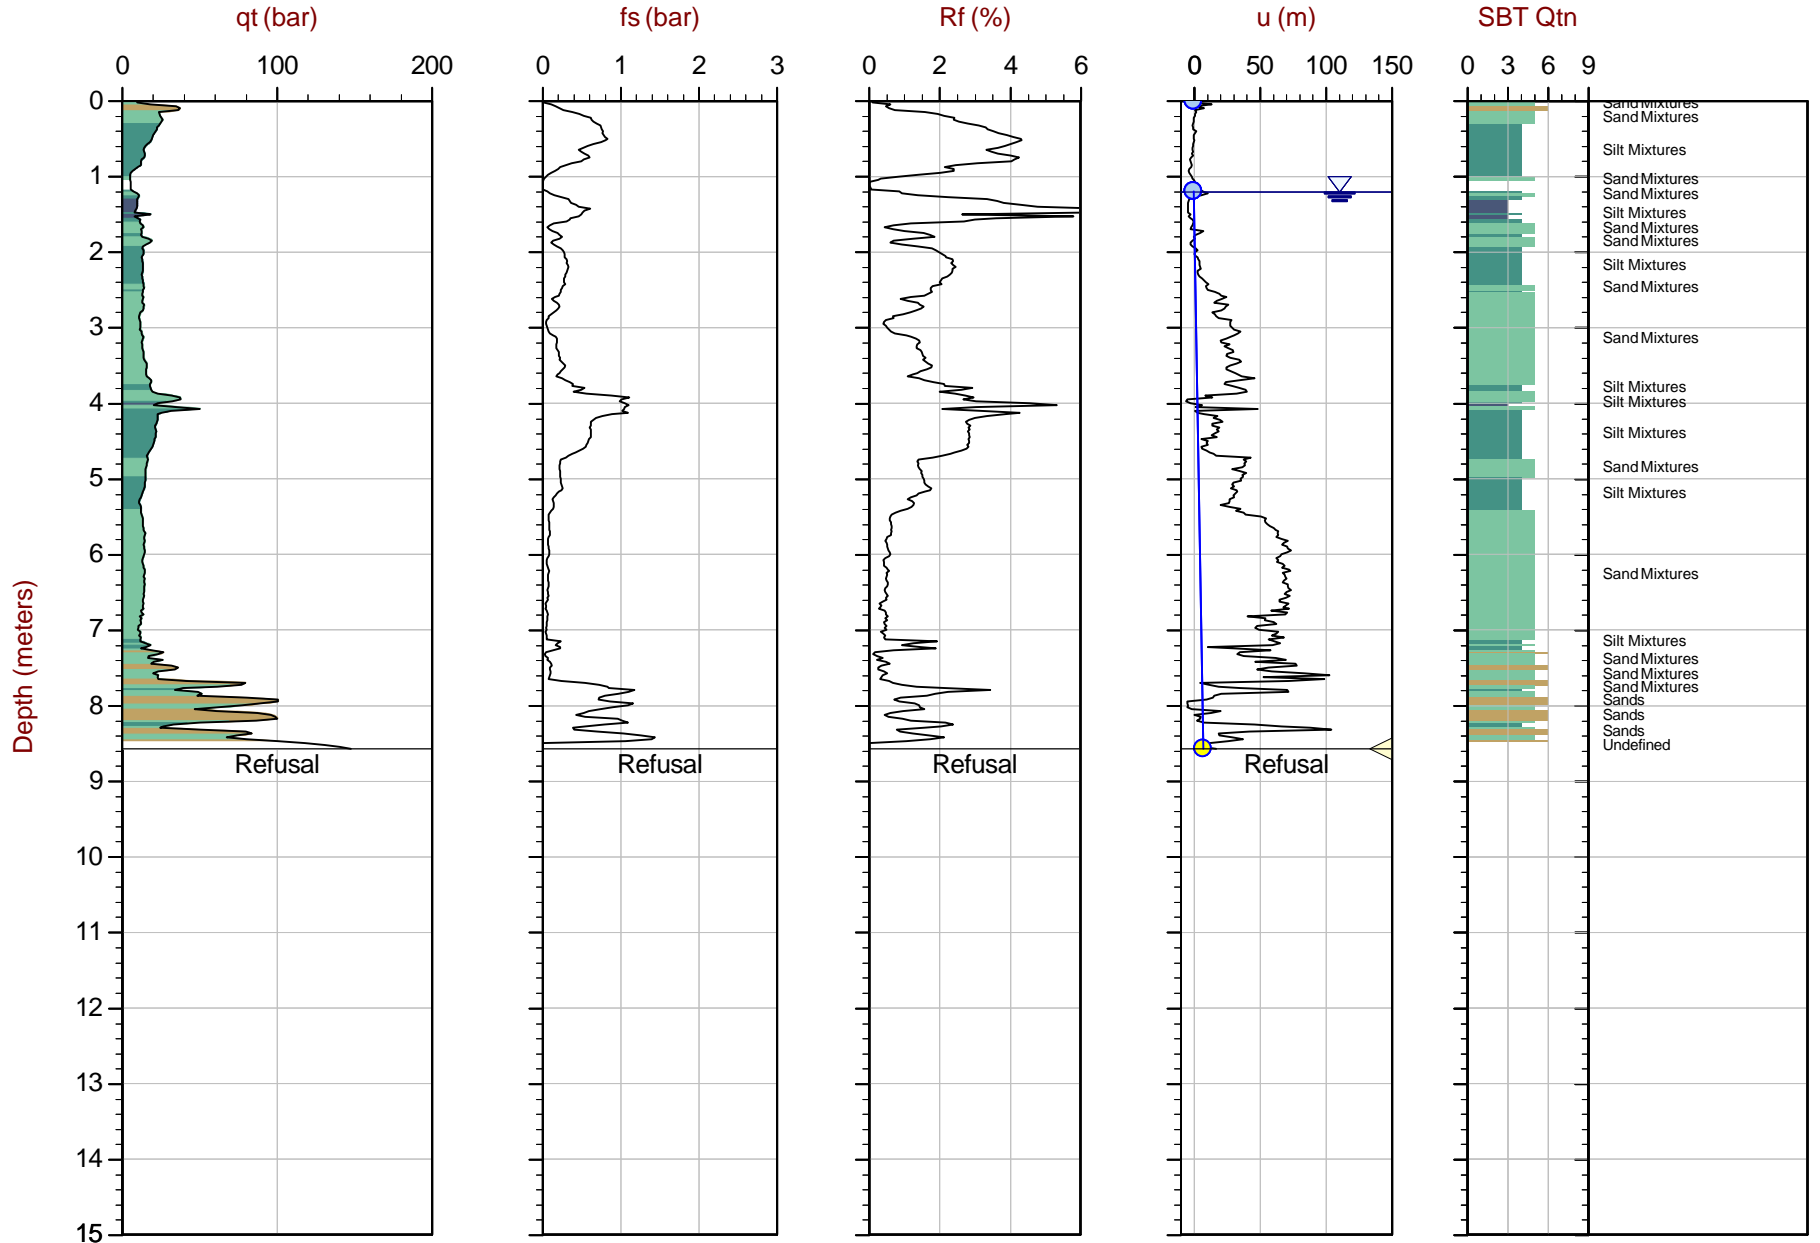 qt (bar) fs (bar) Rf (%) u (m) SBT Qtn
0 100 200 0 1 2 3 0 2 4 6 0 50 100 150 0 3 6 9
0 Sand Mixtures
Sand Mixtures
Silt Mixtures
1 Sand Mixtures
Sand Mixtures
Silt Mixtures
Sand Mixtures
Sand Mixtures
2
Silt Mixtures
Sand Mixtures
3
Sand Mixtures
Silt Mixtures
4 Silt Mixtures
Silt Mixtures
Sand Mixtures
5
Silt Mixtures
6
Sand Mixtures
7
Silt Mixtures
Sand Mixtures
Sand Mixtures
Sand Mixtures
Sands
8
Sands
Sands
Undefined
Refusal Refusal Refusal Refusal
9
10
11
12
13
14
15
Depth (meters)